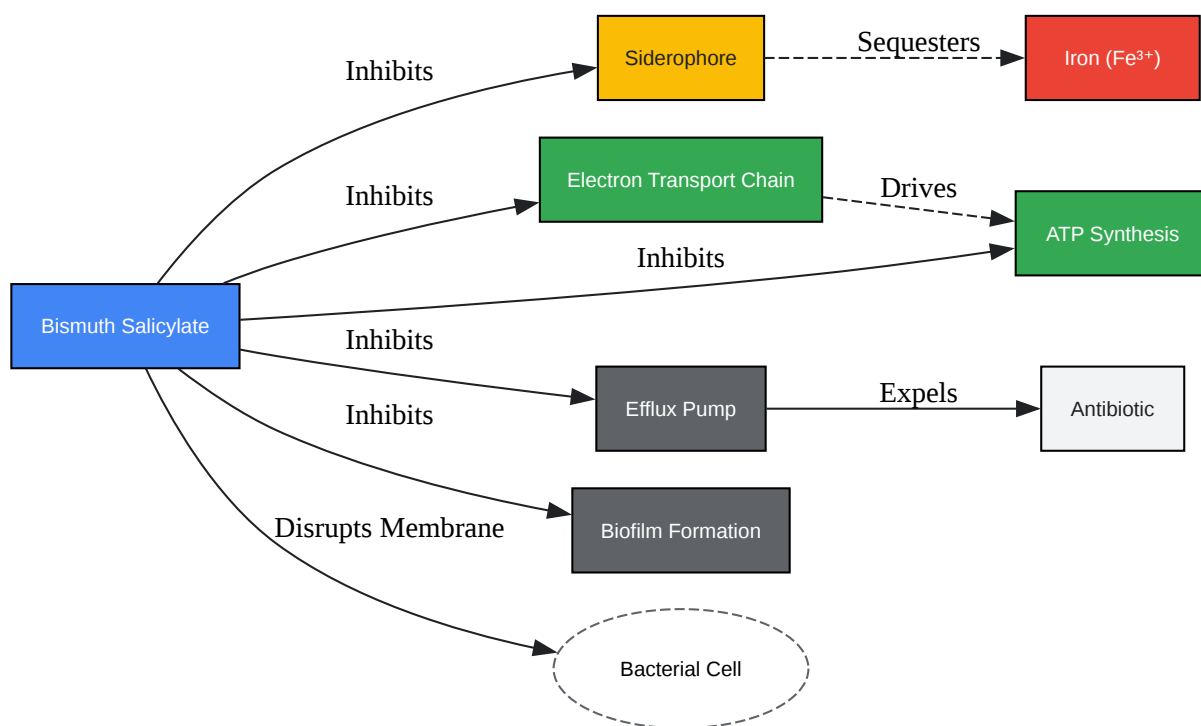 Siderophore
Sequesters
Iron (Fe³⁺)
Inhibits
Electron Transport Chain
Drives
ATP Synthesis
Inhibits
Inhibits
Bismuth Salicylate
Inhibits
Efflux Pump
Expels
Antibiotic
Inhibits
Biofilm Formation
Disrupts Membrane
Bacterial Cell